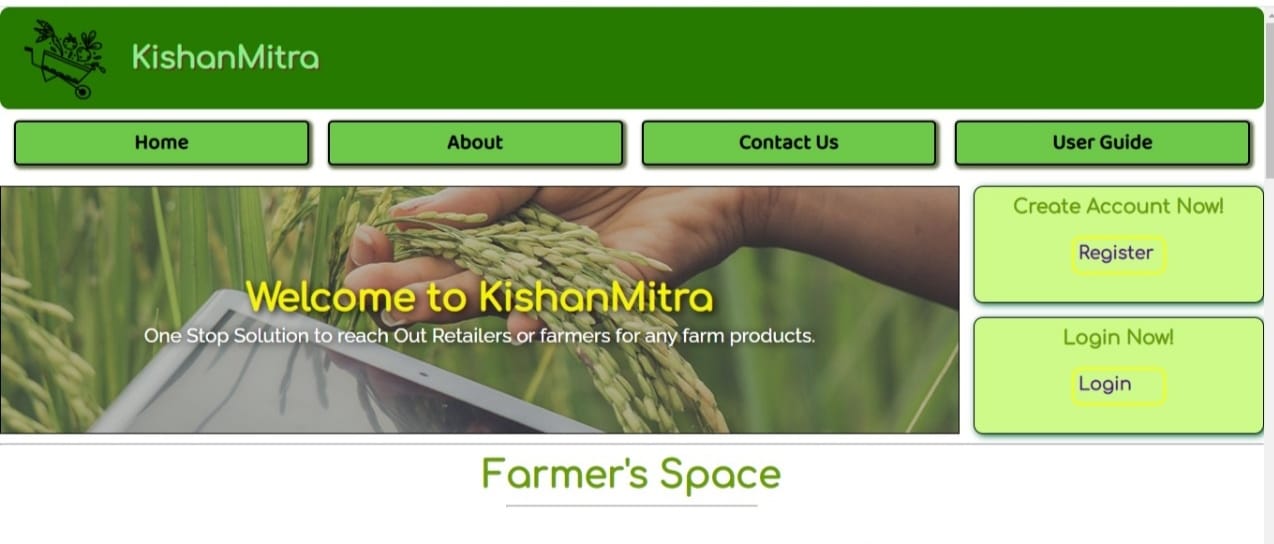 KishanMitra
Home
About
Contact Us
User Guide
Welcome to KishanMitra
One Stop Solution to reach Out Retailers or farmers for any farm products.
Create Account Now!
Register
Login Now!
Login
Farmer's Space